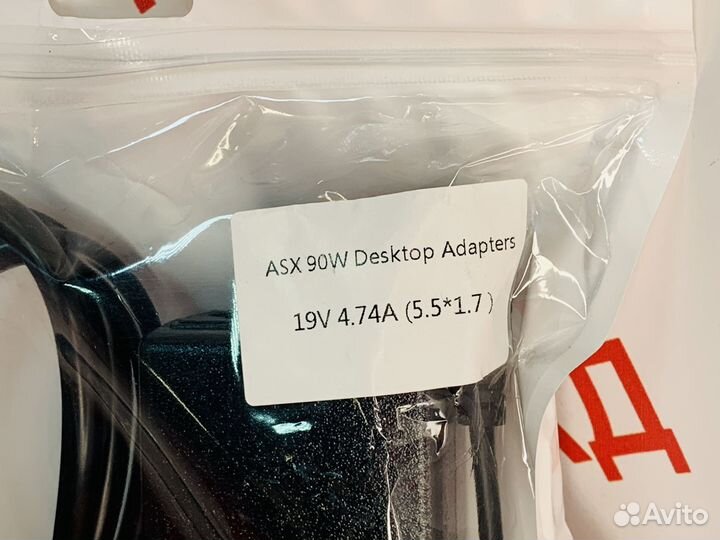 ASX 90W Desktop Adapters
19V 4.74A (5.5*1.7)
Д
Avito